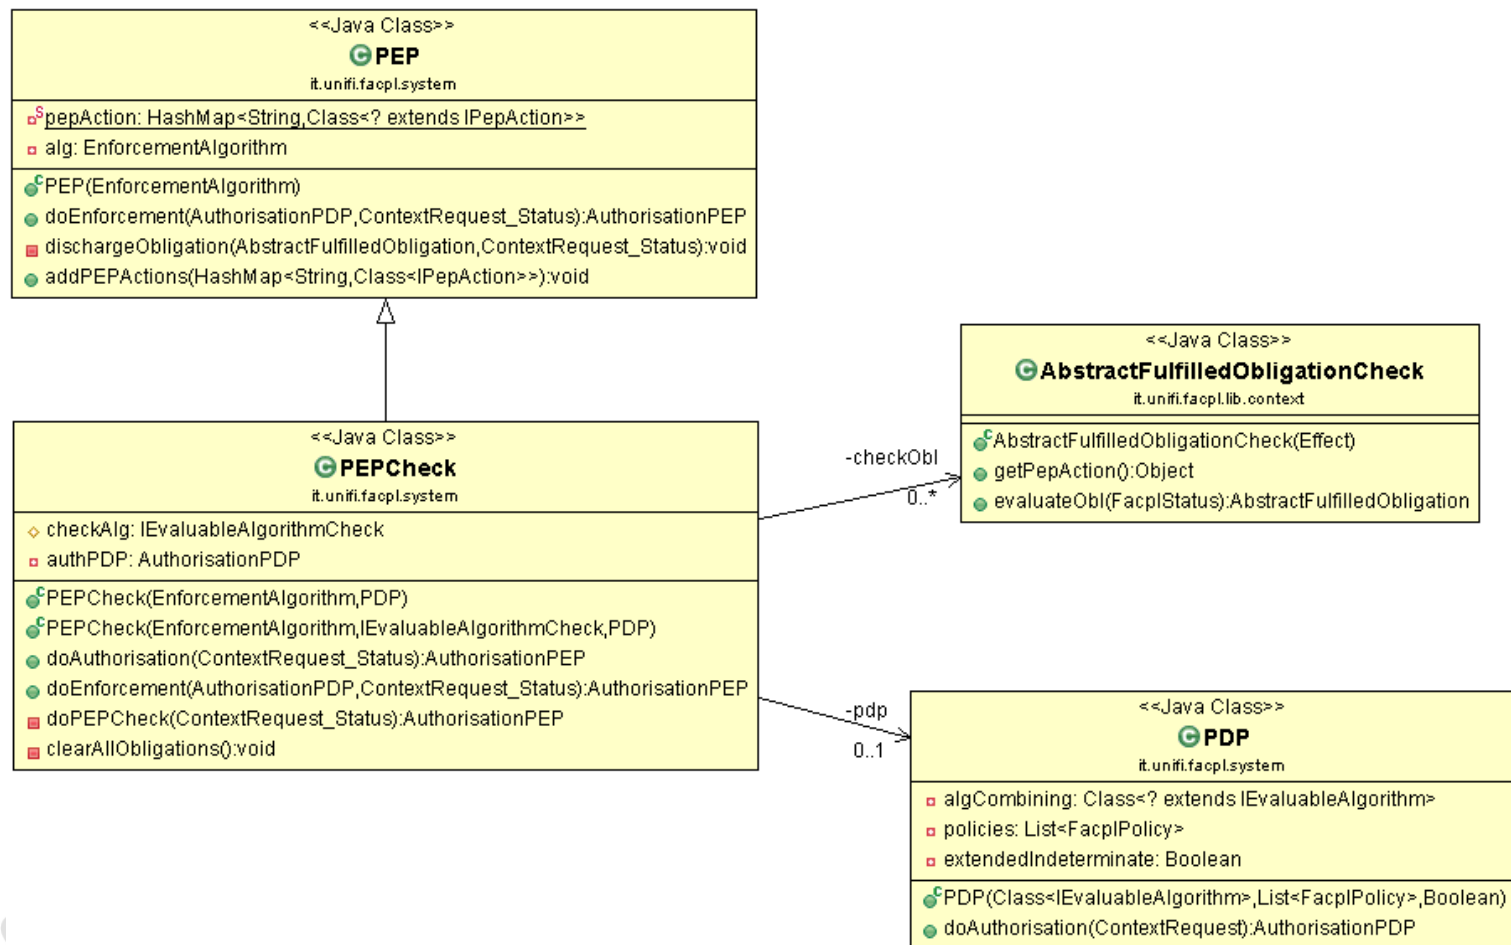 <<Java Class>>
PEP
it.unifi.facpl.system
pepAction: HashMap<String,Class<? extends IPepAction>>
alg: EnforcementAlgorithm
PEP(EnforcementAlgorithm)
doEnforcement(AuthorisationPDP,ContextRequest_Status):AuthorisationPEP
dischargeObligation(AbstractFulfilledObligation,ContextRequest_Status):void
addPEPActions(HashMap<String,Class<IPepAction>>):void
<<Java Class>>
PEPCheck
it.unifi.facpl.system
checkAlg: IEvaluableAlgorithmCheck
authPDP: AuthorisationPDP
PEPCheck(EnforcementAlgorithm,PDP)
PEPCheck(EnforcementAlgorithm,IEvaluableAlgorithmCheck,PDP)
doAuthorisation(ContextRequest_Status):AuthorisationPEP
doEnforcement(AuthorisationPDP,ContextRequest_Status):AuthorisationPEP
doPEPCheck(ContextRequest_Status):AuthorisationPEP
clearAllObligations():void
-checkObl
0..*
<<Java Class>>
AbstractFulfilledObligationCheck
it.unifi.facpl.lib.context
AbstractFulfilledObligationCheck(Effect)
getPepAction():Object
evaluateObl(FacplStatus):AbstractFulfilledObligation
-pdp
0..1
<<Java Class>>
PDP
it.unifi.facpl.system
algCombining: Class<? extends IEvaluableAlgorithm>
policies: List<FacplPolicy>
extendedIndeterminate: Boolean
PDP(Class<IEvaluableAlgorithm>,List<FacplPolicy>,Boolean)
doAuthorisation(ContextRequest):AuthorisationPDP